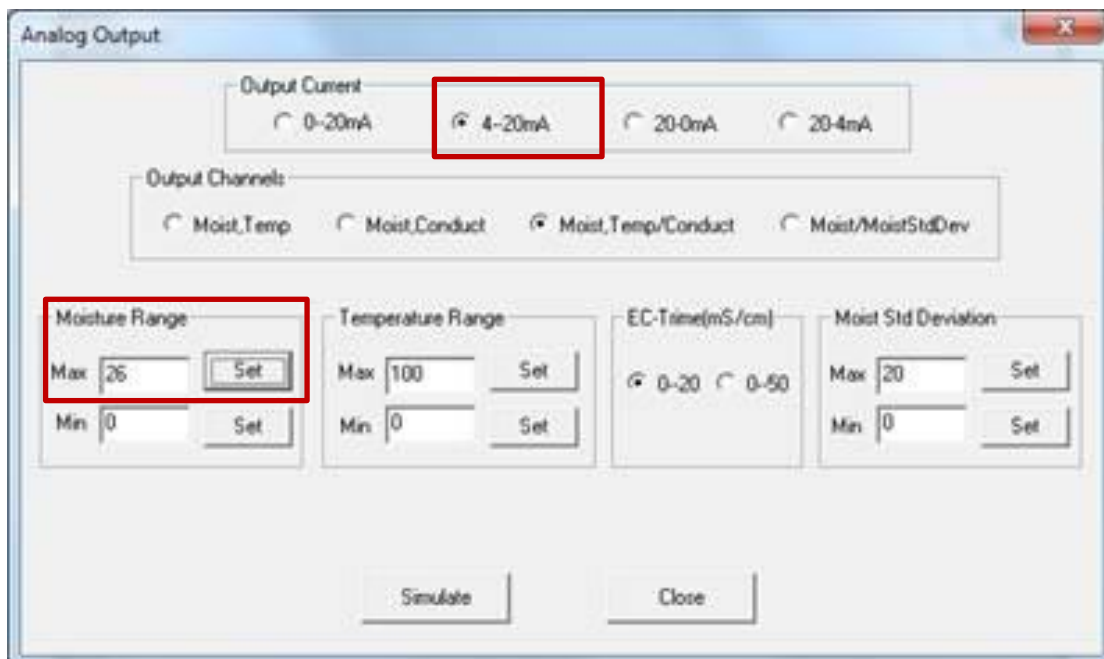 Analog Output
Output Current
0--20mA 4--20mA 20-0mA 20-4mA
Output Channels
Moist,Temp Moist,Conduct Moist,Temp/Conduct Moist/MoistStdDev
Moisture Range Temperature Range EC-Trime(mS/cm) Moist Std Deviation
Max 26 Set Max 100 Set 0--20 0--50 Max 20 Set
Min 0 Set Min 0 Set Min 0 Set
Simulate Close